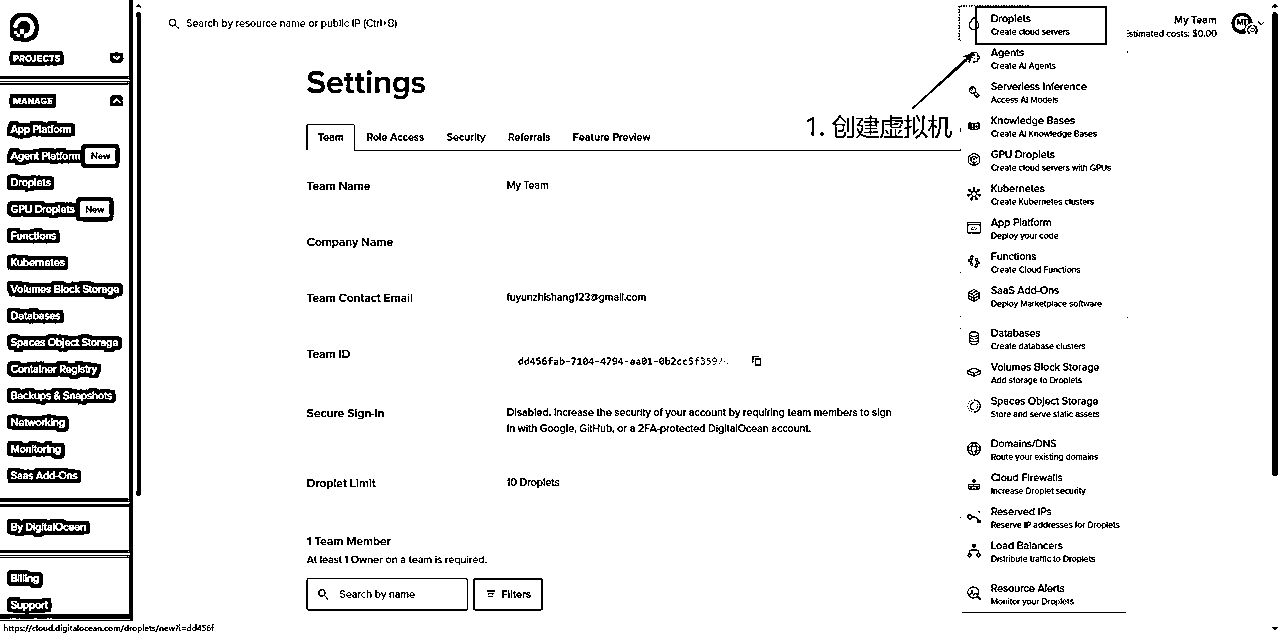 Search by resource name or public IP (Ctrl+B)
My Team
Estimated costs: $0.00
MT
PROJECTS
MANAGE
App Platform
Agent Platform New
Droplets
GPU Droplets New
Functions
Kubernetes
Volumes Block Storage
Databases
Spaces Object Storage
Container Registry
Backups & Snapshots
Networking
Monitoring
SaaS Add-Ons
By DigitalOcean
Billing
Support
Settings
Team Role Access Security Referrals Feature Preview
Team Name
My Team
Company Name
Team Contact Email
fuyunzhishang123@gmail.com
Team ID
dd456fab-7104-4794-aa01-0b2cc5f3597
Secure Sign-In
Disabled. Increase the security of your account by requiring team members to sign
in with Google, GitHub, or a 2FA-protected DigitalOcean account.
Droplet Limit
10 Droplets
1 Team Member
At least 1 Owner on a team is required.
Search by name
Filters
1. 创建虚拟机
Droplets
Create cloud servers
Agents
Create AI Agents
Serverless Inference
Access AI Models
Knowledge Bases
Create AI Knowledge Bases
GPU Droplets
Create cloud servers with GPUs
Kubernetes
Create Kubernetes clusters
App Platform
Deploy your code
Functions
Create Cloud Functions
SaaS Add-Ons
Deploy Marketplace software
Databases
Create database clusters
Volumes Block Storage
Add storage to Droplets
Spaces Object Storage
Store and serve static assets
Domains/DNS
Route your existing domains
Cloud Firewalls
Increase Droplet security
Reserved IPs
Reserve IP addresses for Droplets
Load Balancers
Distribute traffic to Droplets
Resource Alerts
Monitor your Droplets
https://cloud.digitalocean.com/droplets/new?i=dd456f